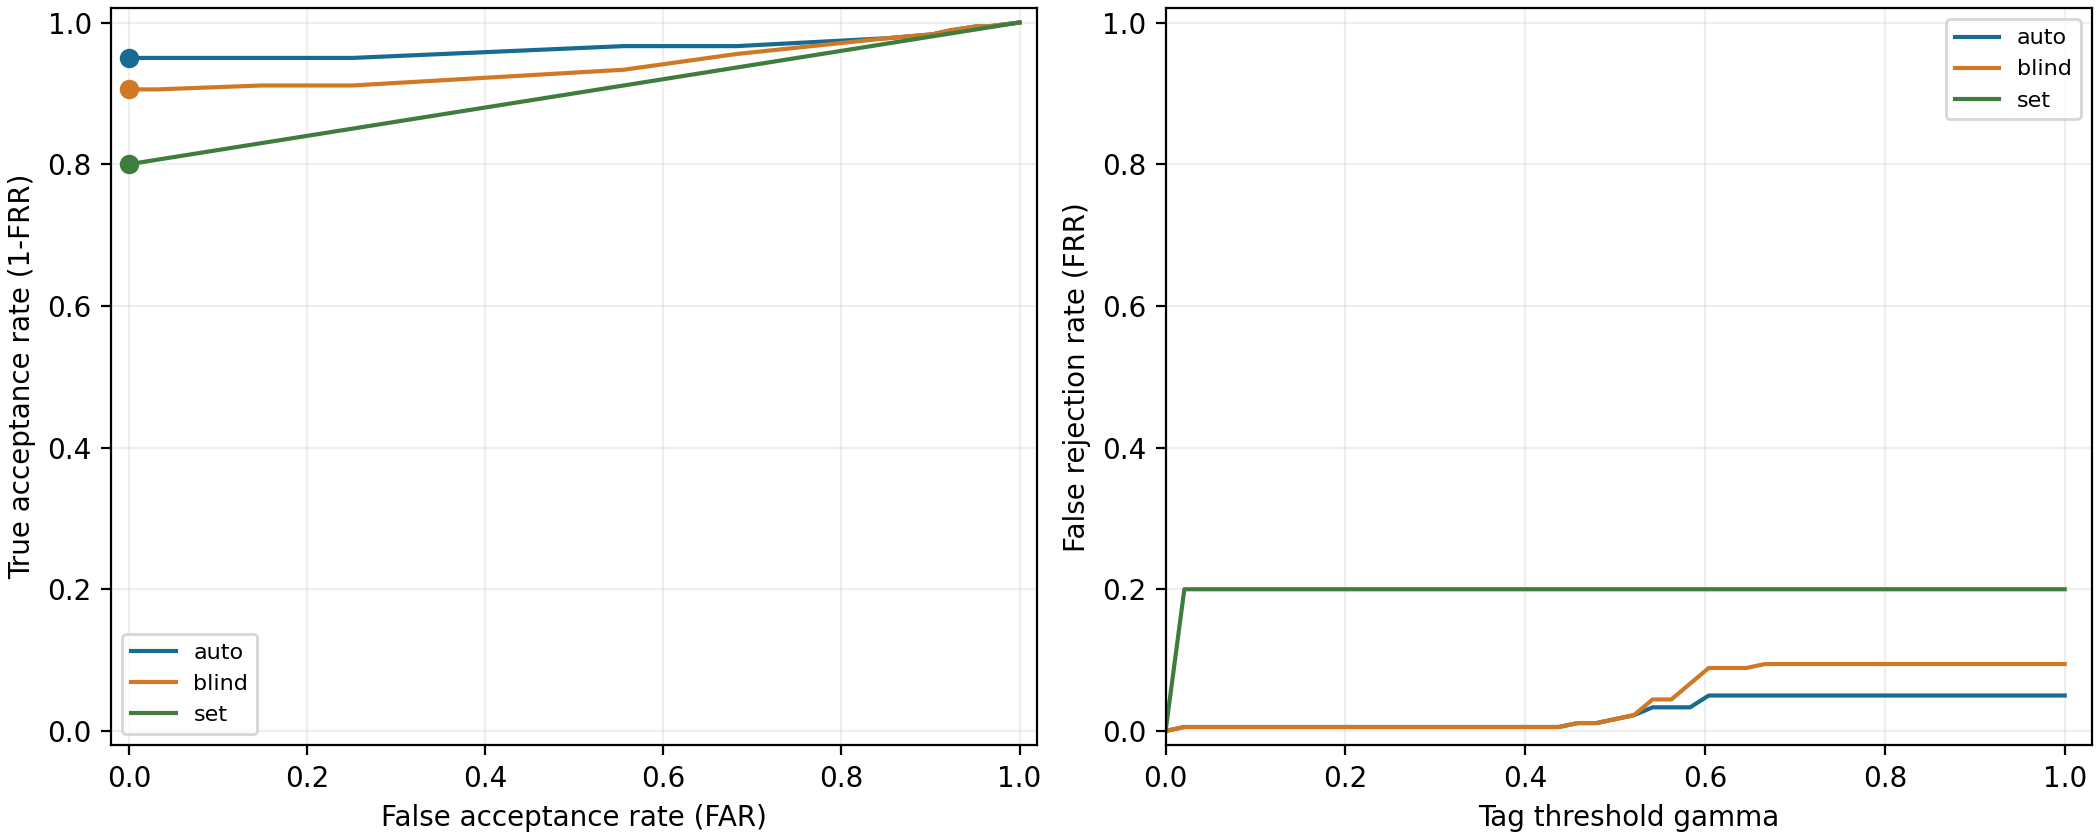 True acceptance rate (1-FRR)
1.0
0.8
0.6
0.4
0.2
0.0
auto
blind
set
0.0 0.2 0.4 0.6 0.8 1.0
False acceptance rate (FAR)
False rejection rate (FRR)
1.0
0.8
0.6
0.4
0.2
0.0
auto
blind
set
0.0 0.2 0.4 0.6 0.8 1.0
Tag threshold gamma